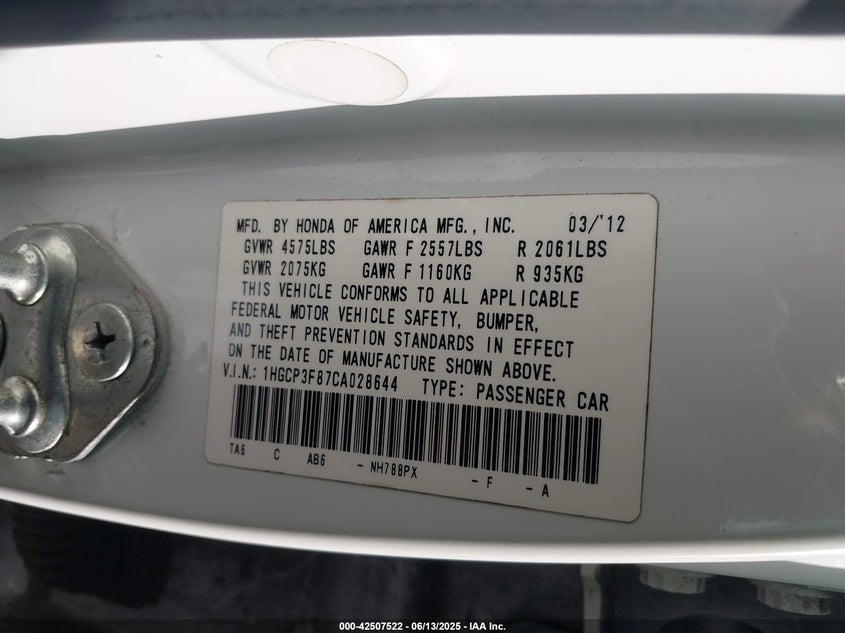 MFD. BY HONDA OF AMERICA MFG., INC. 03/'12
GVWR 4575LBS GAWR F 2557LBS R 2061LBS
GVWR 2075KG GAWR F 1160KG R 935KG
THIS VEHICLE CONFORMS TO ALL APPLICABLE
FEDERAL MOTOR VEHICLE SAFETY, BUMPER,
AND THEFT PREVENTION STANDARDS IN EFFECT
ON THE DATE OF MANUFACTURE SHOWN ABOVE.
V.I.N.: 1HGCP3F87CA028644 TYPE: PASSENGER CAR
TA6 C AB6 - NH788PX - F - A
000-42507522 - 06/13/2025 - IAA Inc.